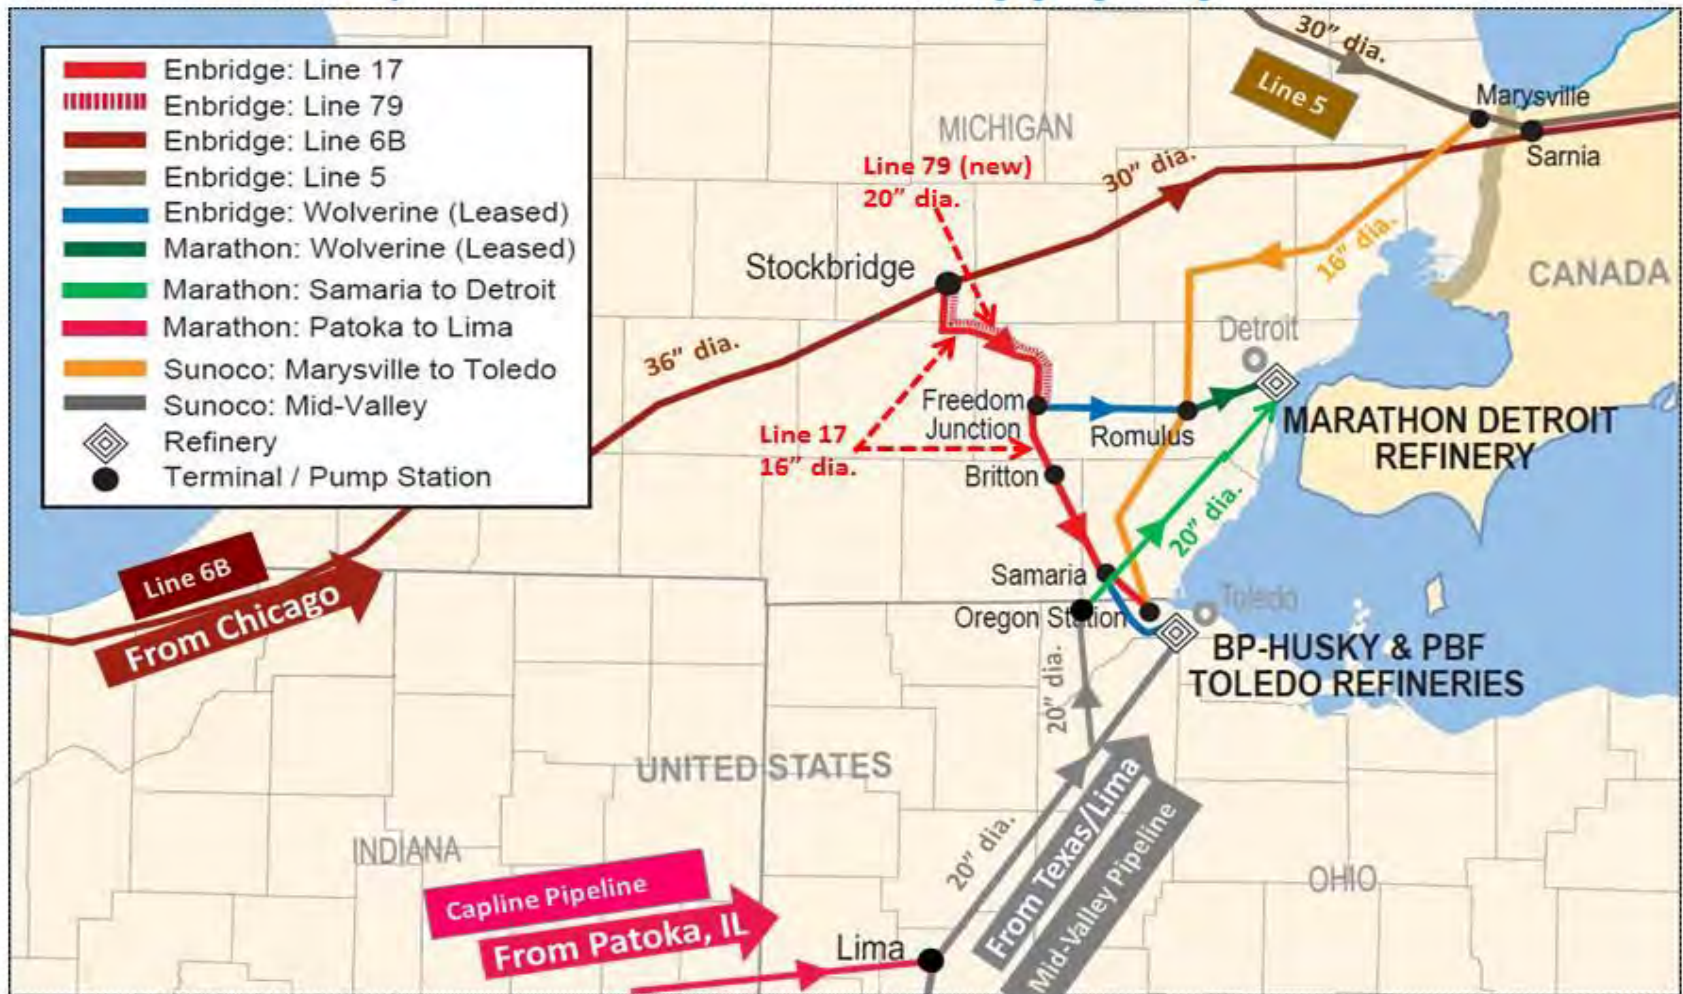 Enbridge: Line 17
Enbridge: Line 79
Enbridge: Line 6B
Enbridge: Line 5
Enbridge: Wolverine (Leased)
Marathon: Wolverine (Leased)
Marathon: Samaria to Detroit
Marathon: Patoka to Lima
Sunoco: Marysville to Toledo
Sunoco: Mid-Valley
Refinery
Terminal / Pump Station
30" dia.
Line 5
Marysville
Sarnia
MICHIGAN
Line 79 (new)
20" dia.
30" dia.
16" dia.
CANADA
Stockbridge
36" dia.
Detroit
Freedom
Junction
Romulus
MARATHON DETROIT
REFINERY
Line 17
16" dia.
Britton
20" dia.
Samaria
Oregon Station
Toledo
BP-HUSKY & PBF
TOLEDO REFINERIES
Line 6B
From Chicago
20" dia.
UNITED STATES
INDIANA
OHIO
20" dia.
From Texas/Lima
Mid-Valley Pipeline
Capline Pipeline
From Patoka, IL
Lima